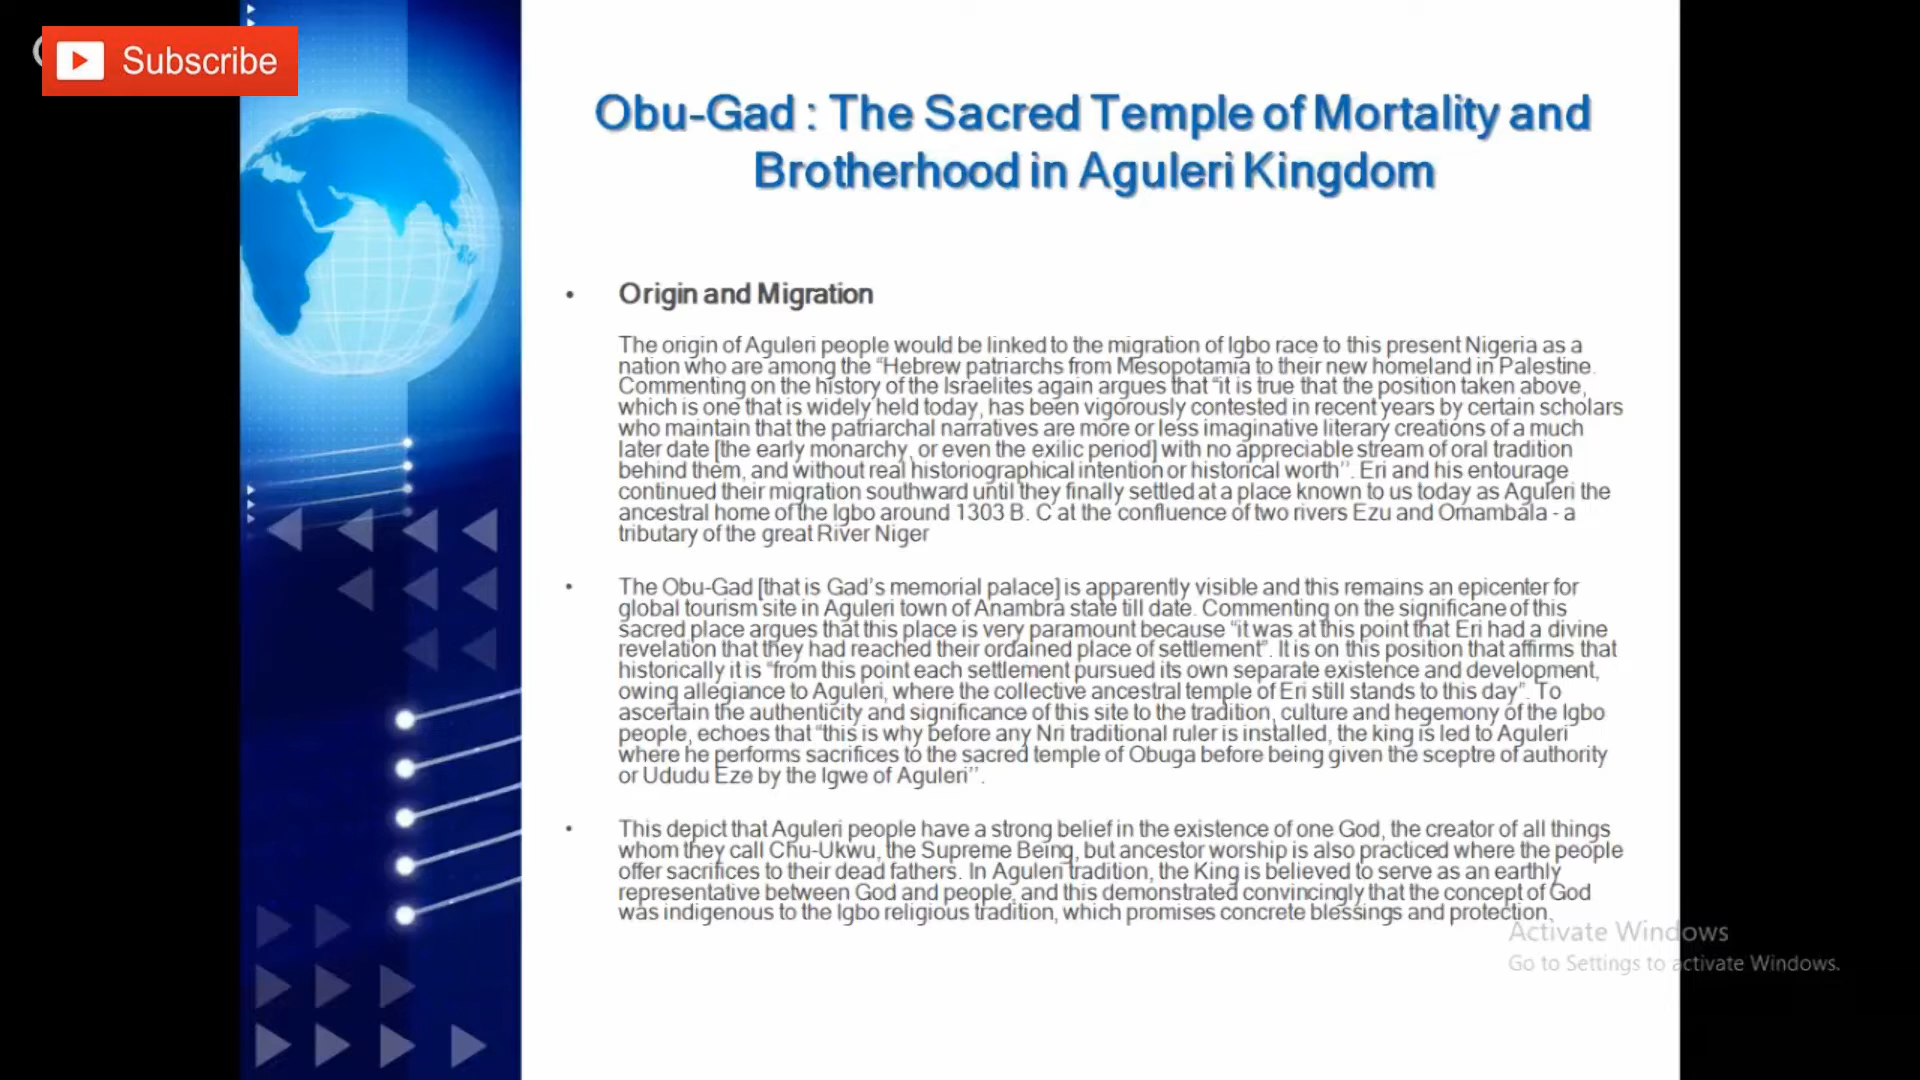 Subscribe
Obu-Gad : The Sacred Temple of Mortality and
Brotherhood in Aguleri Kingdom
• Origin and Migration
The origin of Aguleri people would be linked to the migration of Igbo race to this present Nigeria as a
nation who are among the “Hebrew patriarchs from Mesopotamia to their new homeland in Palestine.
Commenting on the history of the Israelites again argues that “it is true that the position taken above,
which is one that is widely held today, has been vigorously contested in recent years by certain scholars
who maintain that the patriarchal narratives are more or less imaginative literary creations of a much
later date [the early monarchy, or even the exilic period] with no appreciable stream of oral tradition
behind them, and without real historiographical intention or historical worth’’. Eri and his entourage
continued their migration southward until they finally settled at a place known to us today as Aguleri the
ancestral home of the Igbo around 1303 B. C at the confluence of two rivers Ezu and Omambala - a
tributary of the great River Niger
• The Obu-Gad [that is Gad’s memorial palace] is apparently visible and this remains an epicenter for
global tourism site in Aguleri town of Anambra state till date. Commenting on the significane of this
sacred place argues that this place is very paramount because “it was at this point that Eri had a divine
revelation that they had reached their ordained place of settlement”. It is on this position that affirms that
historically it is “from this point each settlement pursued its own separate existence and development,
owing allegiance to Aguleri, where the collective ancestral temple of Eri still stands to this day”. To
ascertain the authenticity and significance of this site to the tradition, culture and hegemony of the Igbo
people, echoes that “this is why before any Nri traditional ruler is installed, the king is led to Aguleri
where he performs sacrifices to the sacred temple of Obuga before being given the sceptre of authority
or Ududu Eze by the Igwe of Aguleri’’.
• This depict that Aguleri people have a strong belief in the existence of one God, the creator of all things
whom they call Chu-Ukwu, the Supreme Being, but ancestor worship is also practiced where the people
offer sacrifices to their dead fathers. In Aguleri tradition, the King is believed to serve as an earthly
representative between God and people, and this demonstrated convincingly that the concept of God
was indigenous to the Igbo religious tradition, which promises concrete blessings and protection.
Activate Windows
Go to Settings to activate Windows.